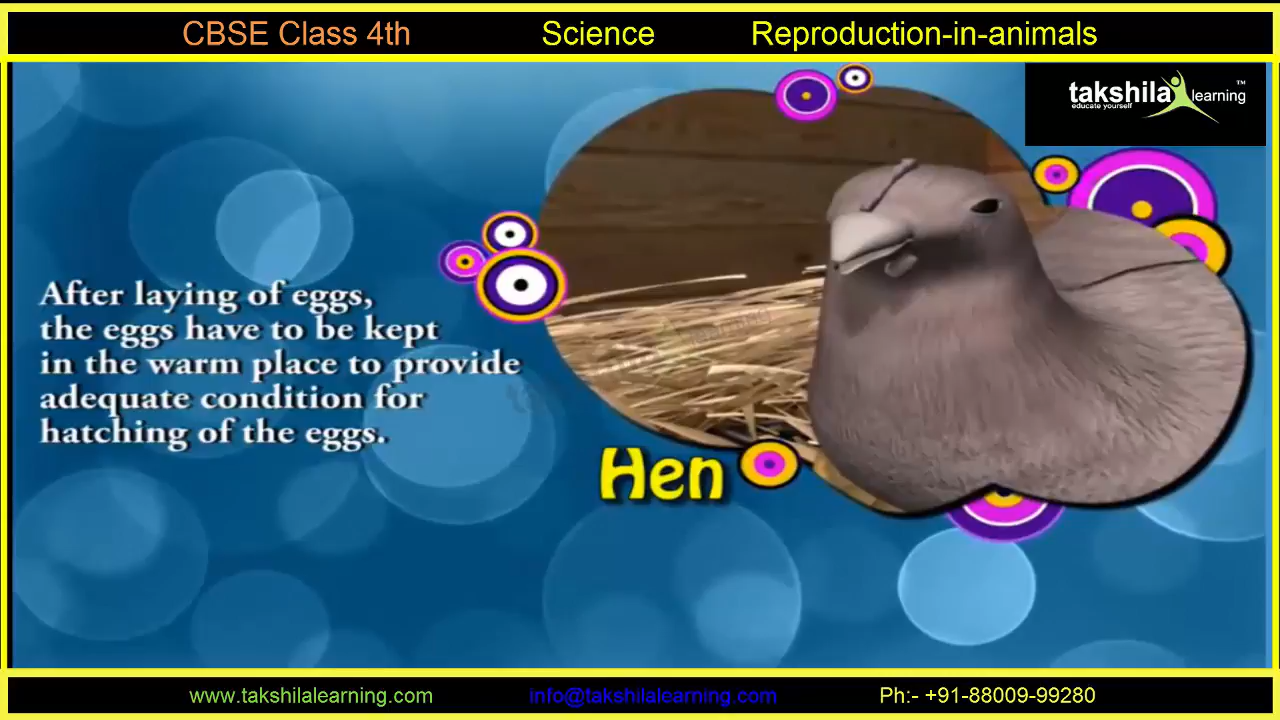 CBSE Class 4th Science Reproduction-in-animals
takshila learning ™
educate yourself
After laying of eggs,
the eggs have to be kept
in the warm place to provide
adequate condition for
hatching of the eggs.
learning
Hen
www.takshilalearning.com info@takshilalearning.com Ph:- +91-88009-99280